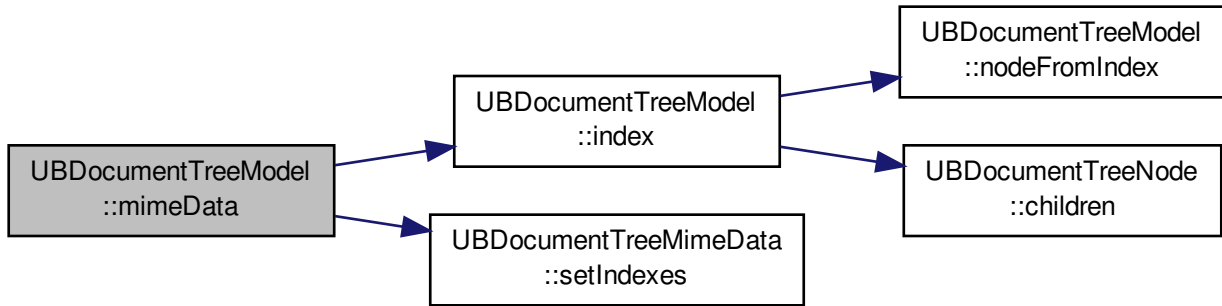 UBDocumentTreeModel
::mimeData
UBDocumentTreeModel
::index
UBDocumentTreeMimeData
::setIndexes
UBDocumentTreeModel
::nodeFromIndex
UBDocumentTreeNode
::children